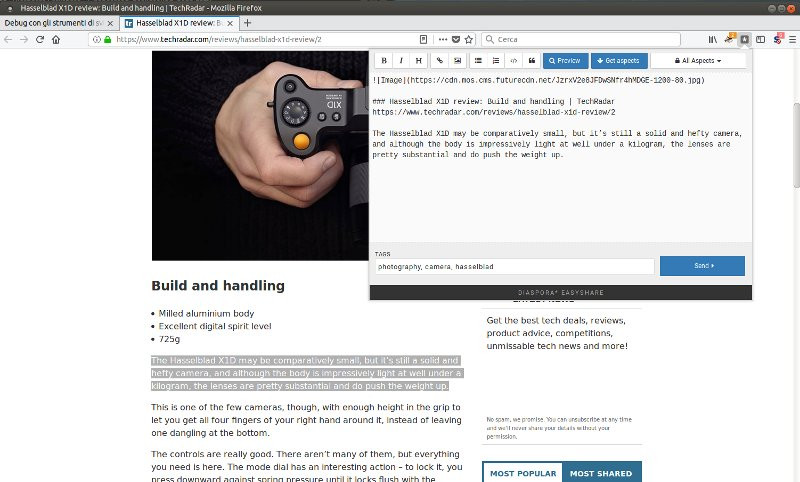 Hasselblad X1D review: Build and handling | TechRadar - Mozilla Firefox
Debug con gli strumenti di sv
Hasselblad X1D review: Bu
https://www.techradar.com/reviews/hasselblad-x1d-review/2
Cerca
B I H
Preview
Get aspects
All Aspects
![Image](https://cdn.mos.cms.futurecdn.net/JzrxV2e8JFDwSNfr4hMDGE-1200-80.jpg)
### Hasselblad X1D review: Build and handling | TechRadar
https://www.techradar.com/reviews/hasselblad-x1d-review/2
The Hasselblad X1D may be comparatively small, but it's still a solid and hefty camera,
and although the body is impressively light at well under a kilogram, the lenses are
pretty substantial and do push the weight up.
TAGS
photography, camera, hasselblad
Send
DIASPORA* EASYSHARE
X1D
Build and handling
Milled aluminium body
Excellent digital spirit level
725g
The Hasselblad X1D may be comparatively small, but it's still a solid and
hefty camera, and although the body is impressively light at well under a
kilogram, the lenses are pretty substantial and do push the weight up.
This is one of the few cameras, though, with enough height in the grip to
let you get all four fingers of your right hand around it, instead of leaving
one dangling at the bottom.
The controls are really good. There aren't many of them, but everything
you need is here. The mode dial has an interesting action – to lock it, you
press downward against spring pressure until it locks flush with the
Get the best tech deals, reviews,
product advice, competitions,
unmissable tech news and more!
No spam, we promise. You can unsubscribe at any time
and we'll never share your details without your
permission.
MOST POPULAR
MOST SHARED